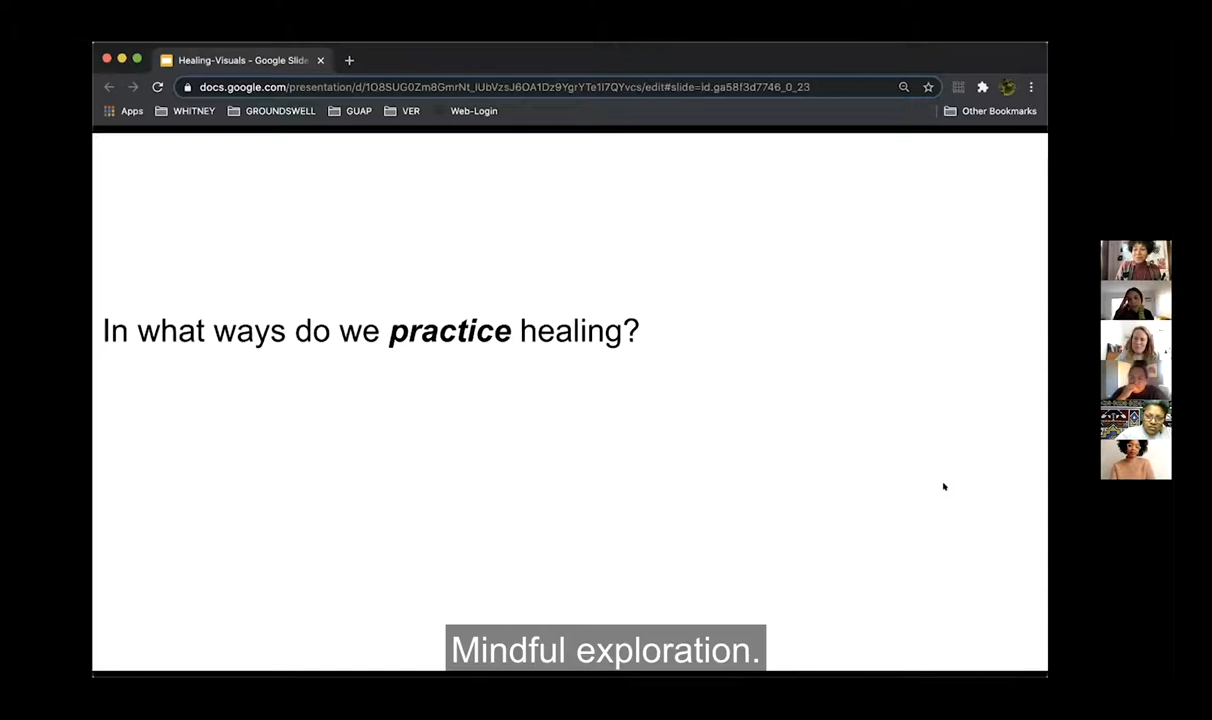 Healing-Visuals - Google Slide
docs.google.com/presentation/d/1O8SUG0Zm8GmrNt_IUbVzsJ6OA1Dz9YgrYTe1I7QYvcs/edit#slide=id.ga58f3d7746_0_23
Apps WHITNEY GROUNDSWELL GUAP VER Web-Login Other Bookmarks
In what ways do we practice healing?
Mindful exploration.